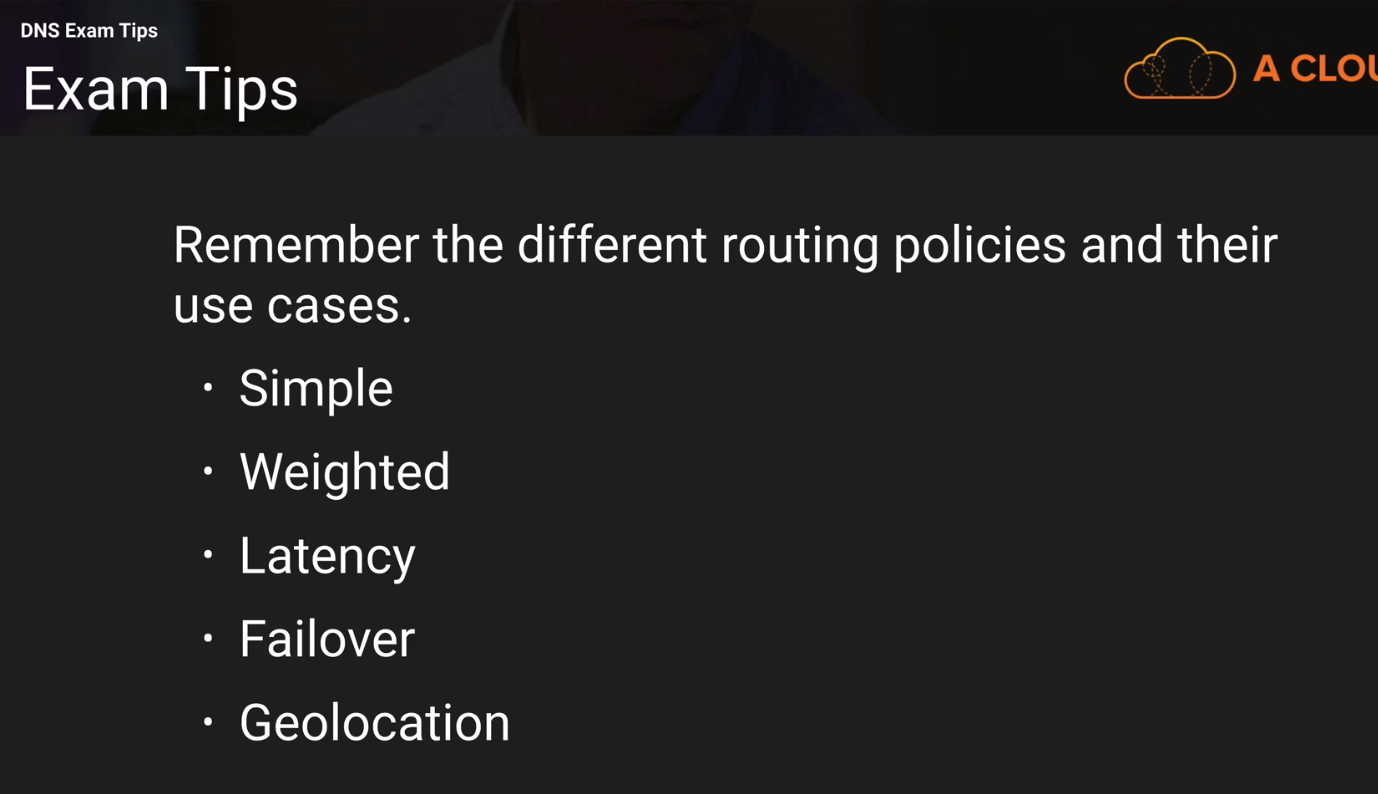 DNS Exam Tips
Exam Tips
A CLOU
Remember the different routing policies and their
use cases.
• Simple
• Weighted
• Latency
• Failover
• Geolocation